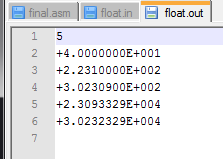 final.asm float.in float.out
1 5
2 +4.0000000E+001
3 +2.2310000E+002
4 +3.0230900E+002
5 +2.3093329E+004
6 +3.0232329E+004
7